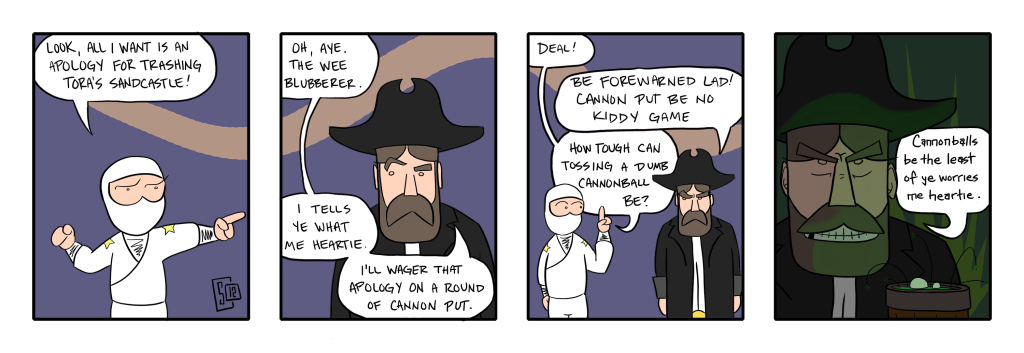 LOOK, ALL I WANT IS AN
APOLOGY FOR TRASHING
TORA'S SANDCASTLE!
OH, AYE.
THE WEE
BLUBBERER.
I TELLS
YE WHAT
ME HEARTIE.
I'LL WAGER THAT
APOLOGY ON A ROUND
OF CANNON PUT.
DEAL!
BE FOREWARNED LAD!
CANNON PUT BE NO
KIDDY GAME
HOW TOUGH CAN
TOSSING A DUMB
CANNONBALL
BE?
Cannonballs
be the least
of ye worries
me heartie.